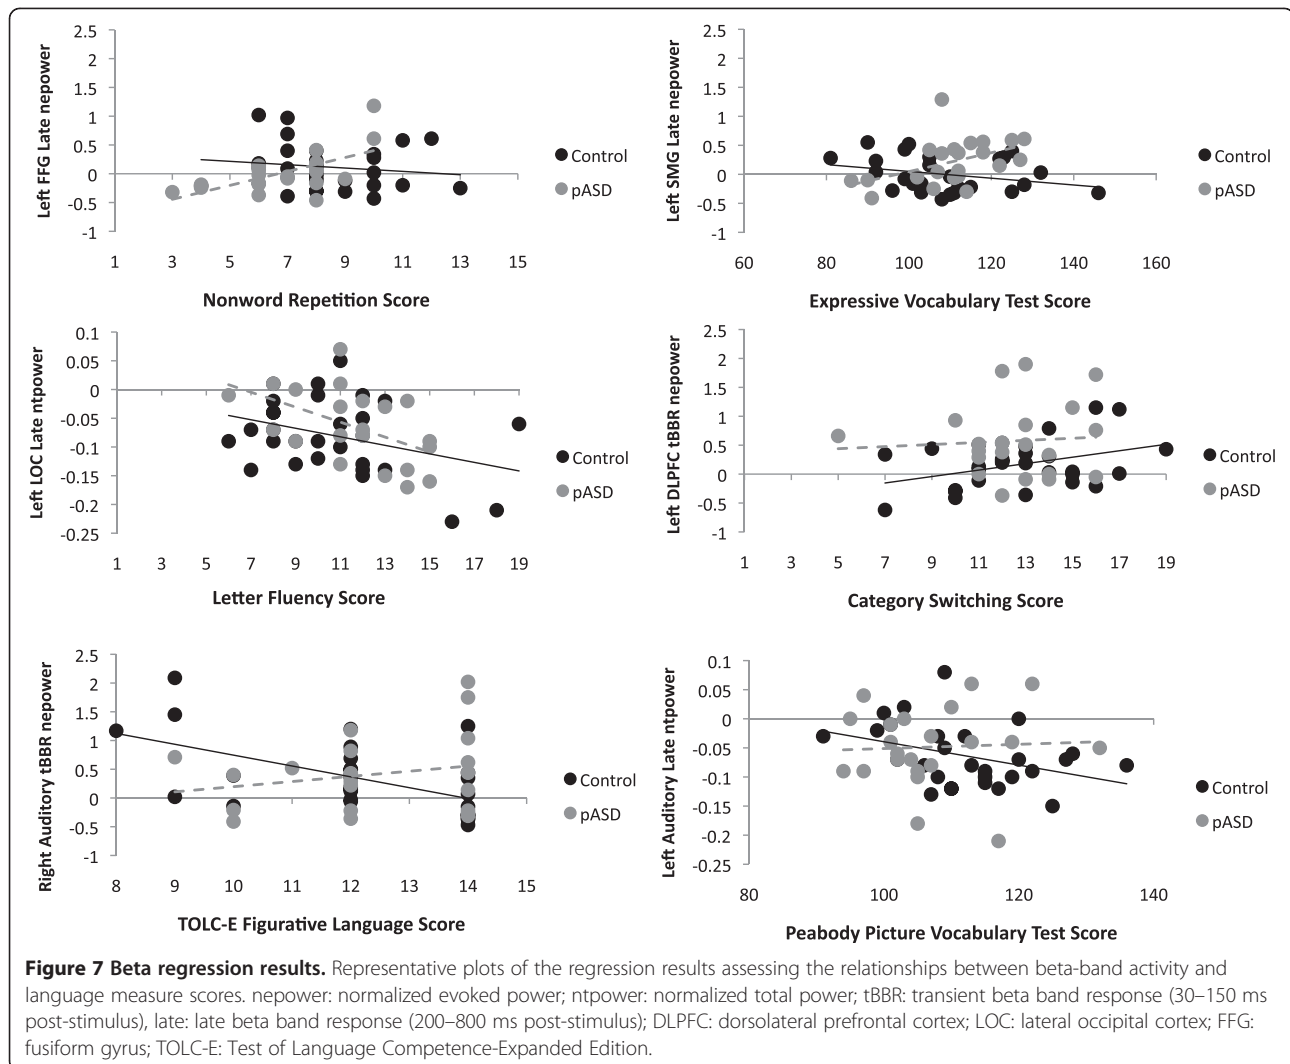 2.5
2
1.5
1
0.5
0
-0.5
-1
1 3 5 7 9 11 13 15
Left FFG Late nepower
Nonword Repetition Score
Control
pASD
2.5
2
1.5
1
0.5
0
-0.5
-1
60 80 100 120 140 160
Left SMG Late nepower
Expressive Vocabulary Test Score
Control
pASD
0.1
0.05
0
-0.05
-0.1
-0.15
-0.2
-0.25
1 3 5 7 9 11 13 15 17 19
Left LOC Late ntpower
Letter Fluency Score
Control
pASD
2.5
2
1.5
1
0.5
0
-0.5
-1
1 3 5 7 9 11 13 15 17 19
Left DLPFC tBBR nepower
Category Switching Score
Control
pASD
2.5
2
1.5
1
0.5
0
-0.5
-1
8 9 10 11 12 13 14 15
Right Auditory tBBR nepower
TOLC-E Figurative Language Score
Control
pASD
0.1
0.05
0
-0.05
-0.1
-0.15
-0.2
-0.25
80 100 120 140
Left Auditory Late ntpower
Peabody Picture Vocabulary Test Score
Control
pASD
Figure 7 Beta regression results. Representative plots of the regression results assessing the relationships between beta-band activity and
language measure scores. nepower: normalized evoked power; ntpower: normalized total power; tBBR: transient beta band response (30–150 ms
post-stimulus), late: late beta band response (200–800 ms post-stimulus); DLPFC: dorsolateral prefrontal cortex; LOC: lateral occipital cortex; FFG:
fusiform gyrus; TOLC-E: Test of Language Competence-Expanded Edition.